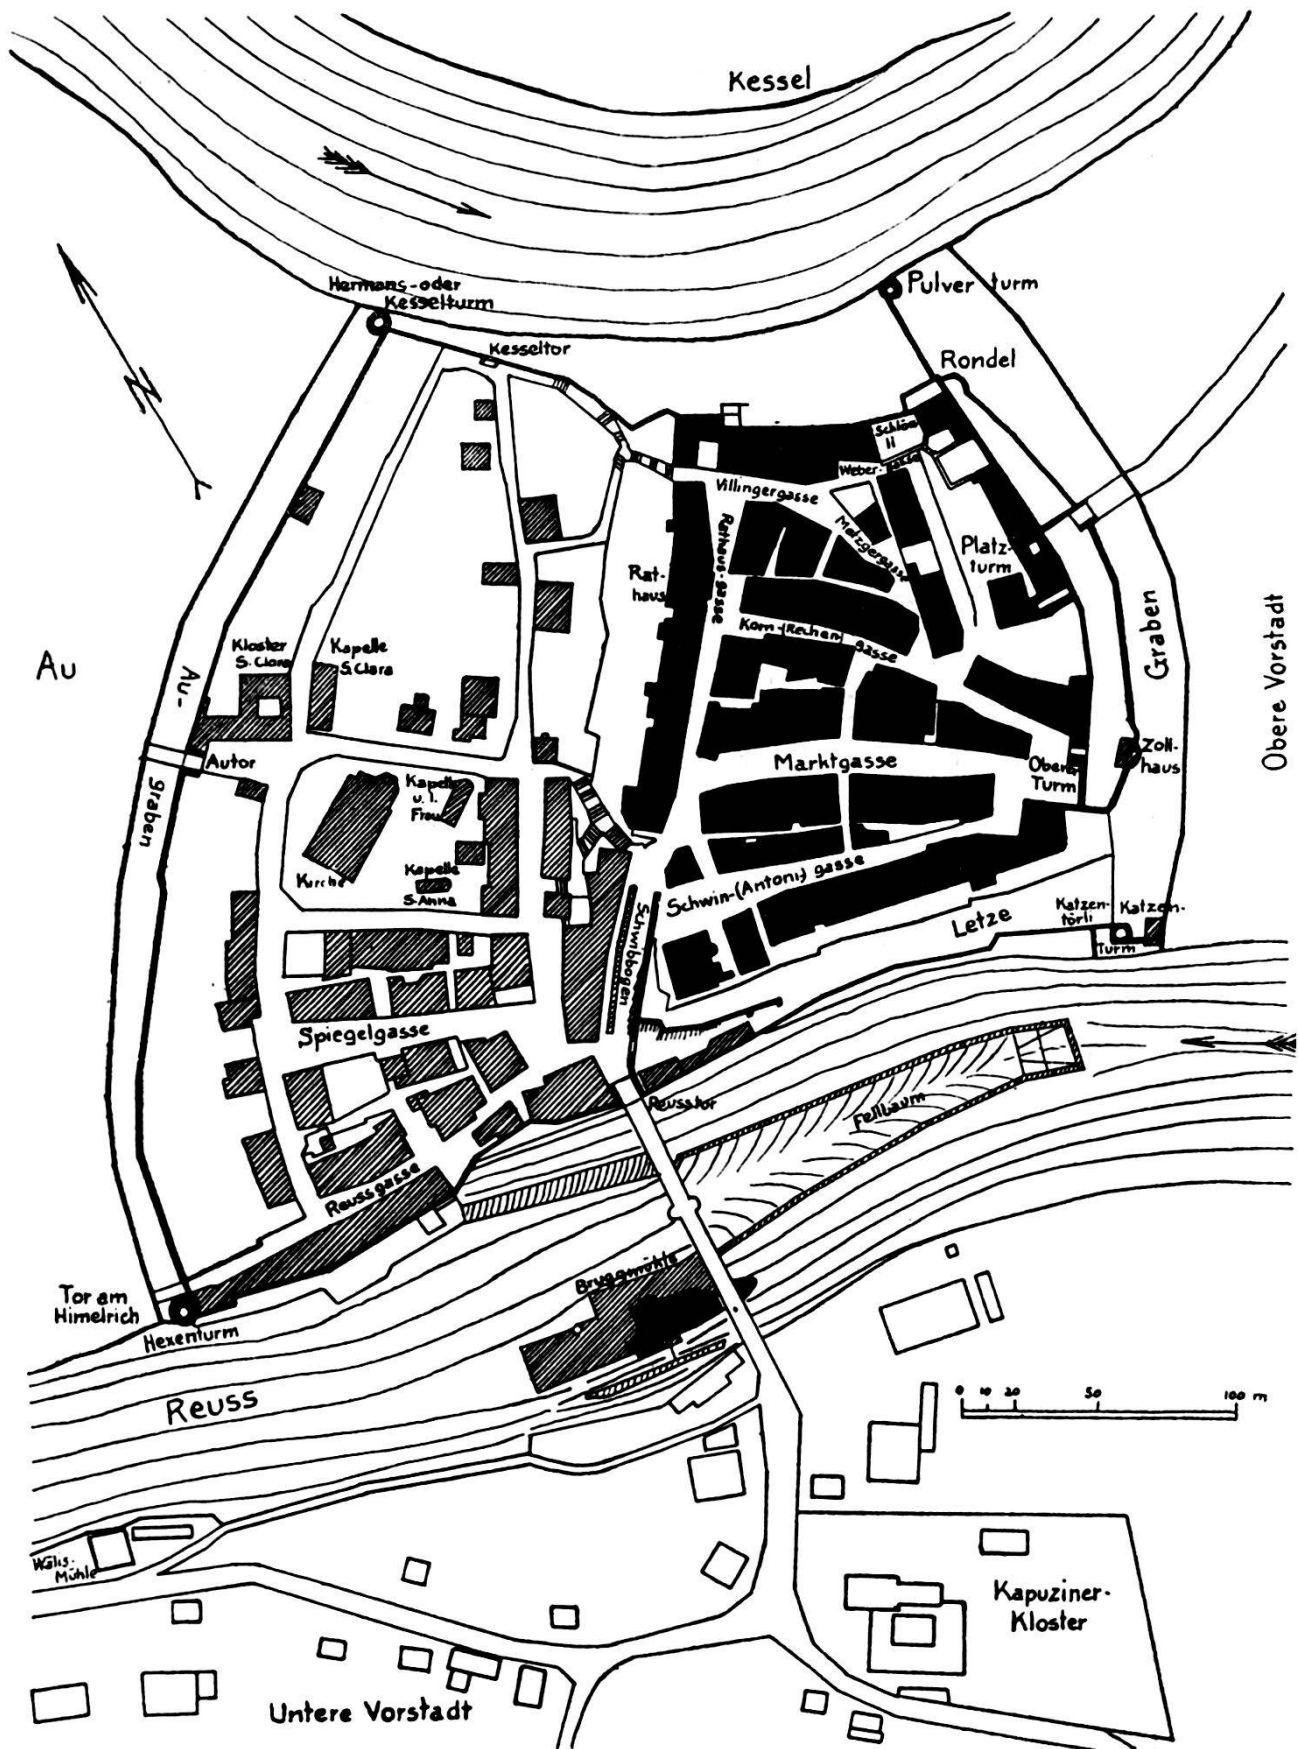 Kessel
Hermans-oder
Kesselturm
Pulverturm
Kesseltor
Rondel
N
Schlössli
Weber-gasse
Villingergasse
Metzgergasse
Rathaus-gasse
Platz-
turm
Rat-
haus
Korn-(Rechen) gasse
Graben
Obere Vorstadt
Au
Kloster
S. Clara
Kapelle
S. Clara
Au-
graben
Autor
Marktgasse
Oberer
Turm
Zoll-
haus
Kapelle
u. l.
Frau
Kirche
Kapelle
S. Anna
Schwin-(Antoni) gasse
Schwibbogen
Letze
Katzen-
törli
Katzen-
Turm
Spiegelgasse
Reusstor
Fellbaum
Reussgasse
Bruggmühle
Tor am
Himelrich
Hexenturm
Reuss
0 10 20 50 100 m
Wälis-
Mühle
Kapuziner-
Kloster
Untere Vorstadt